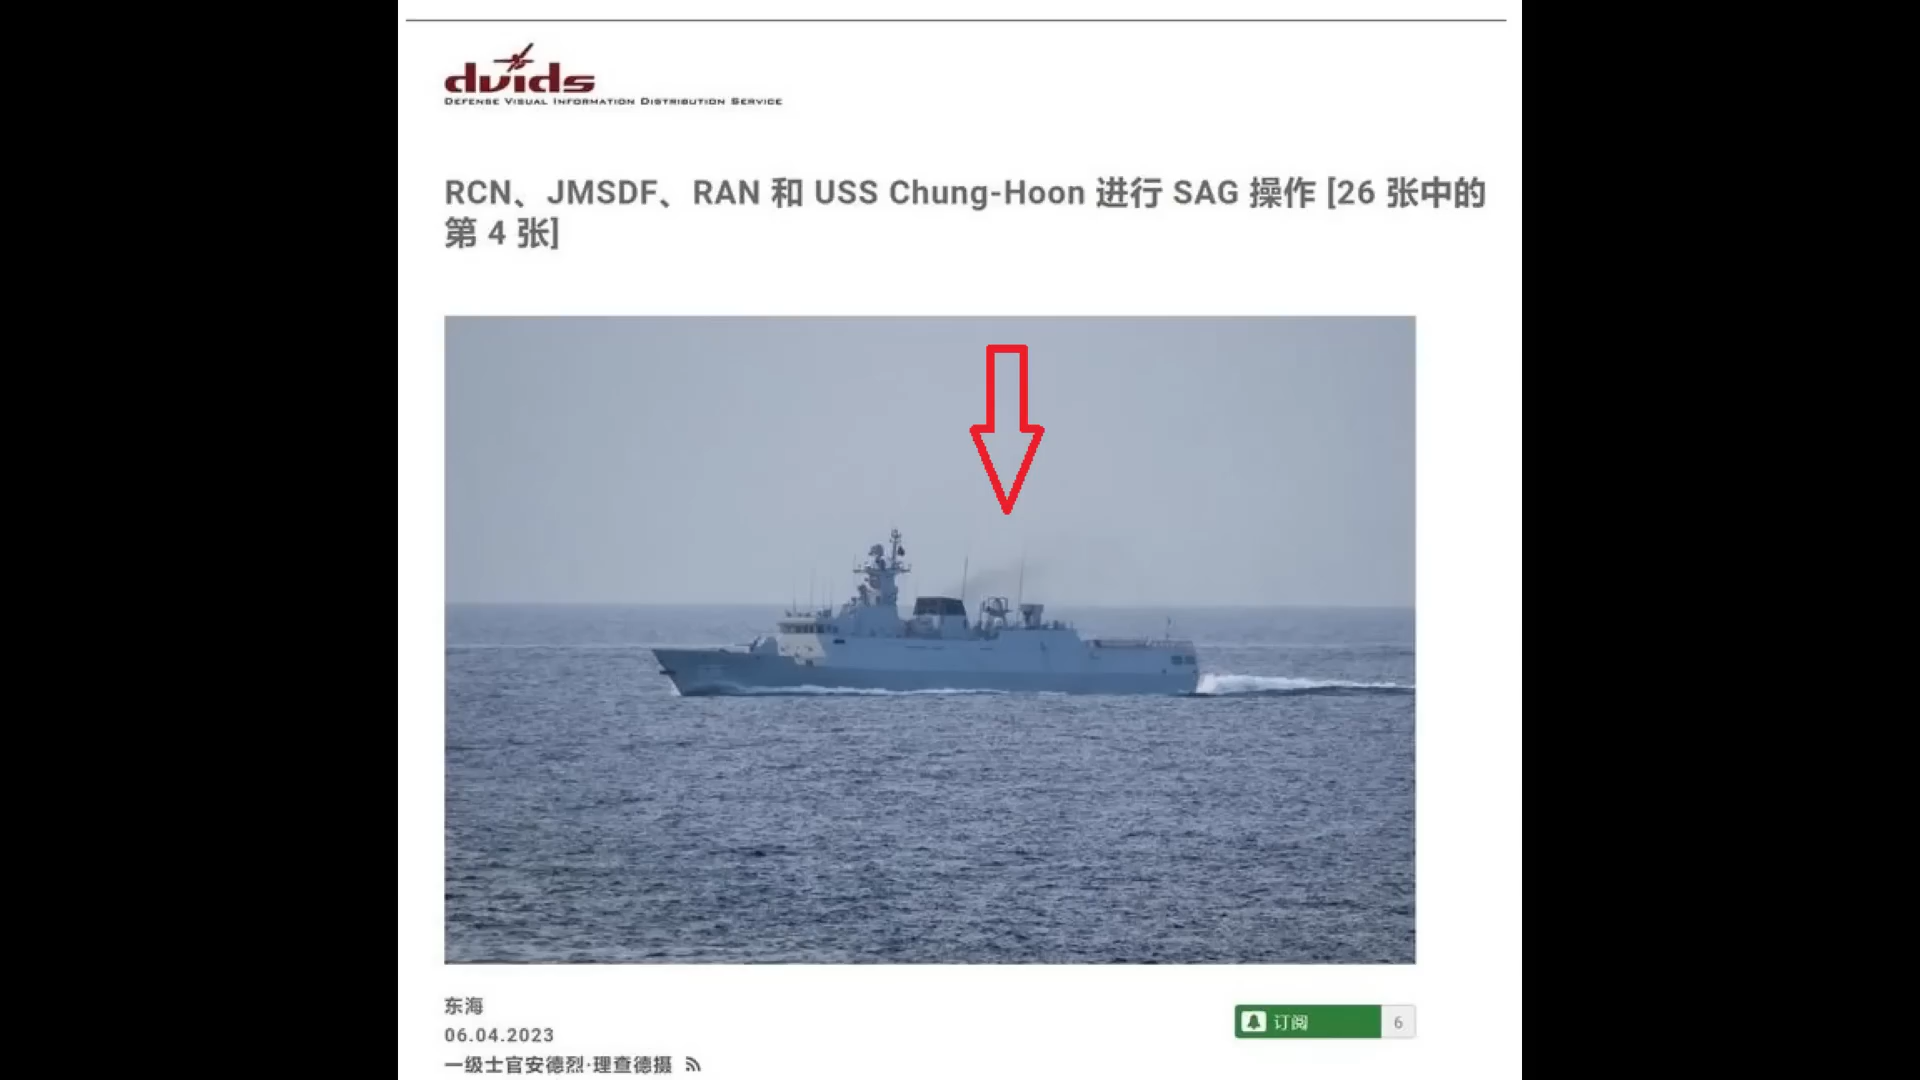 dvids
Defense Visual Information Distribution Service
RCN、JMSDF、RAN 和 USS Chung-Hoon 进行 SAG 操作 [26 张中的
第 4 张]
东海
06.04.2023
一级士官安德烈·理查德摄
订阅
6